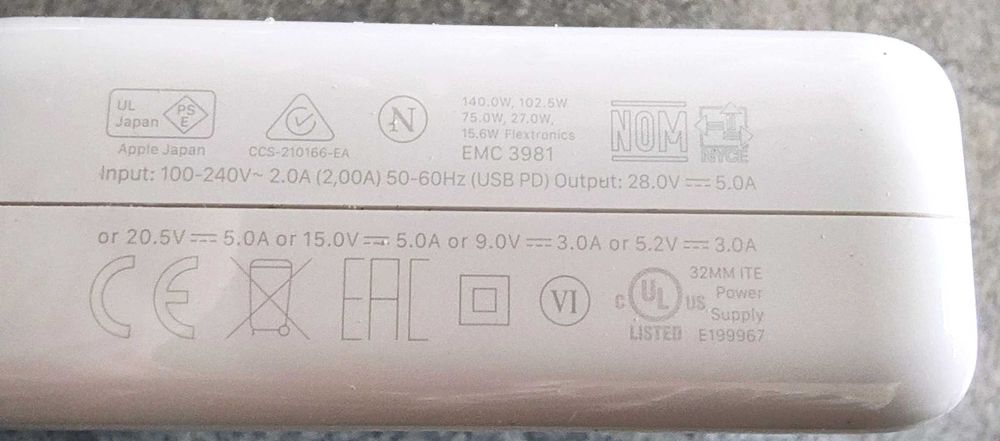 UL
Japan
PS
E
Apple Japan
CCS-210166-EA
N
140.0W, 102.5W
75.0W, 27.0W,
15.6W Flextronics
EMC 3981
NOM
NYCE
Input: 100-240V~ 2.0A (2,00A) 50-60Hz (USB PD) Output: 28.0V⎓5.0A
or 20.5V⎓5.0A or 15.0V⎓5.0A or 9.0V⎓3.0A or 5.2V⎓3.0A
CE
EAC
VI
C UL US
LISTED
32MM ITE
Power
Supply
E199967